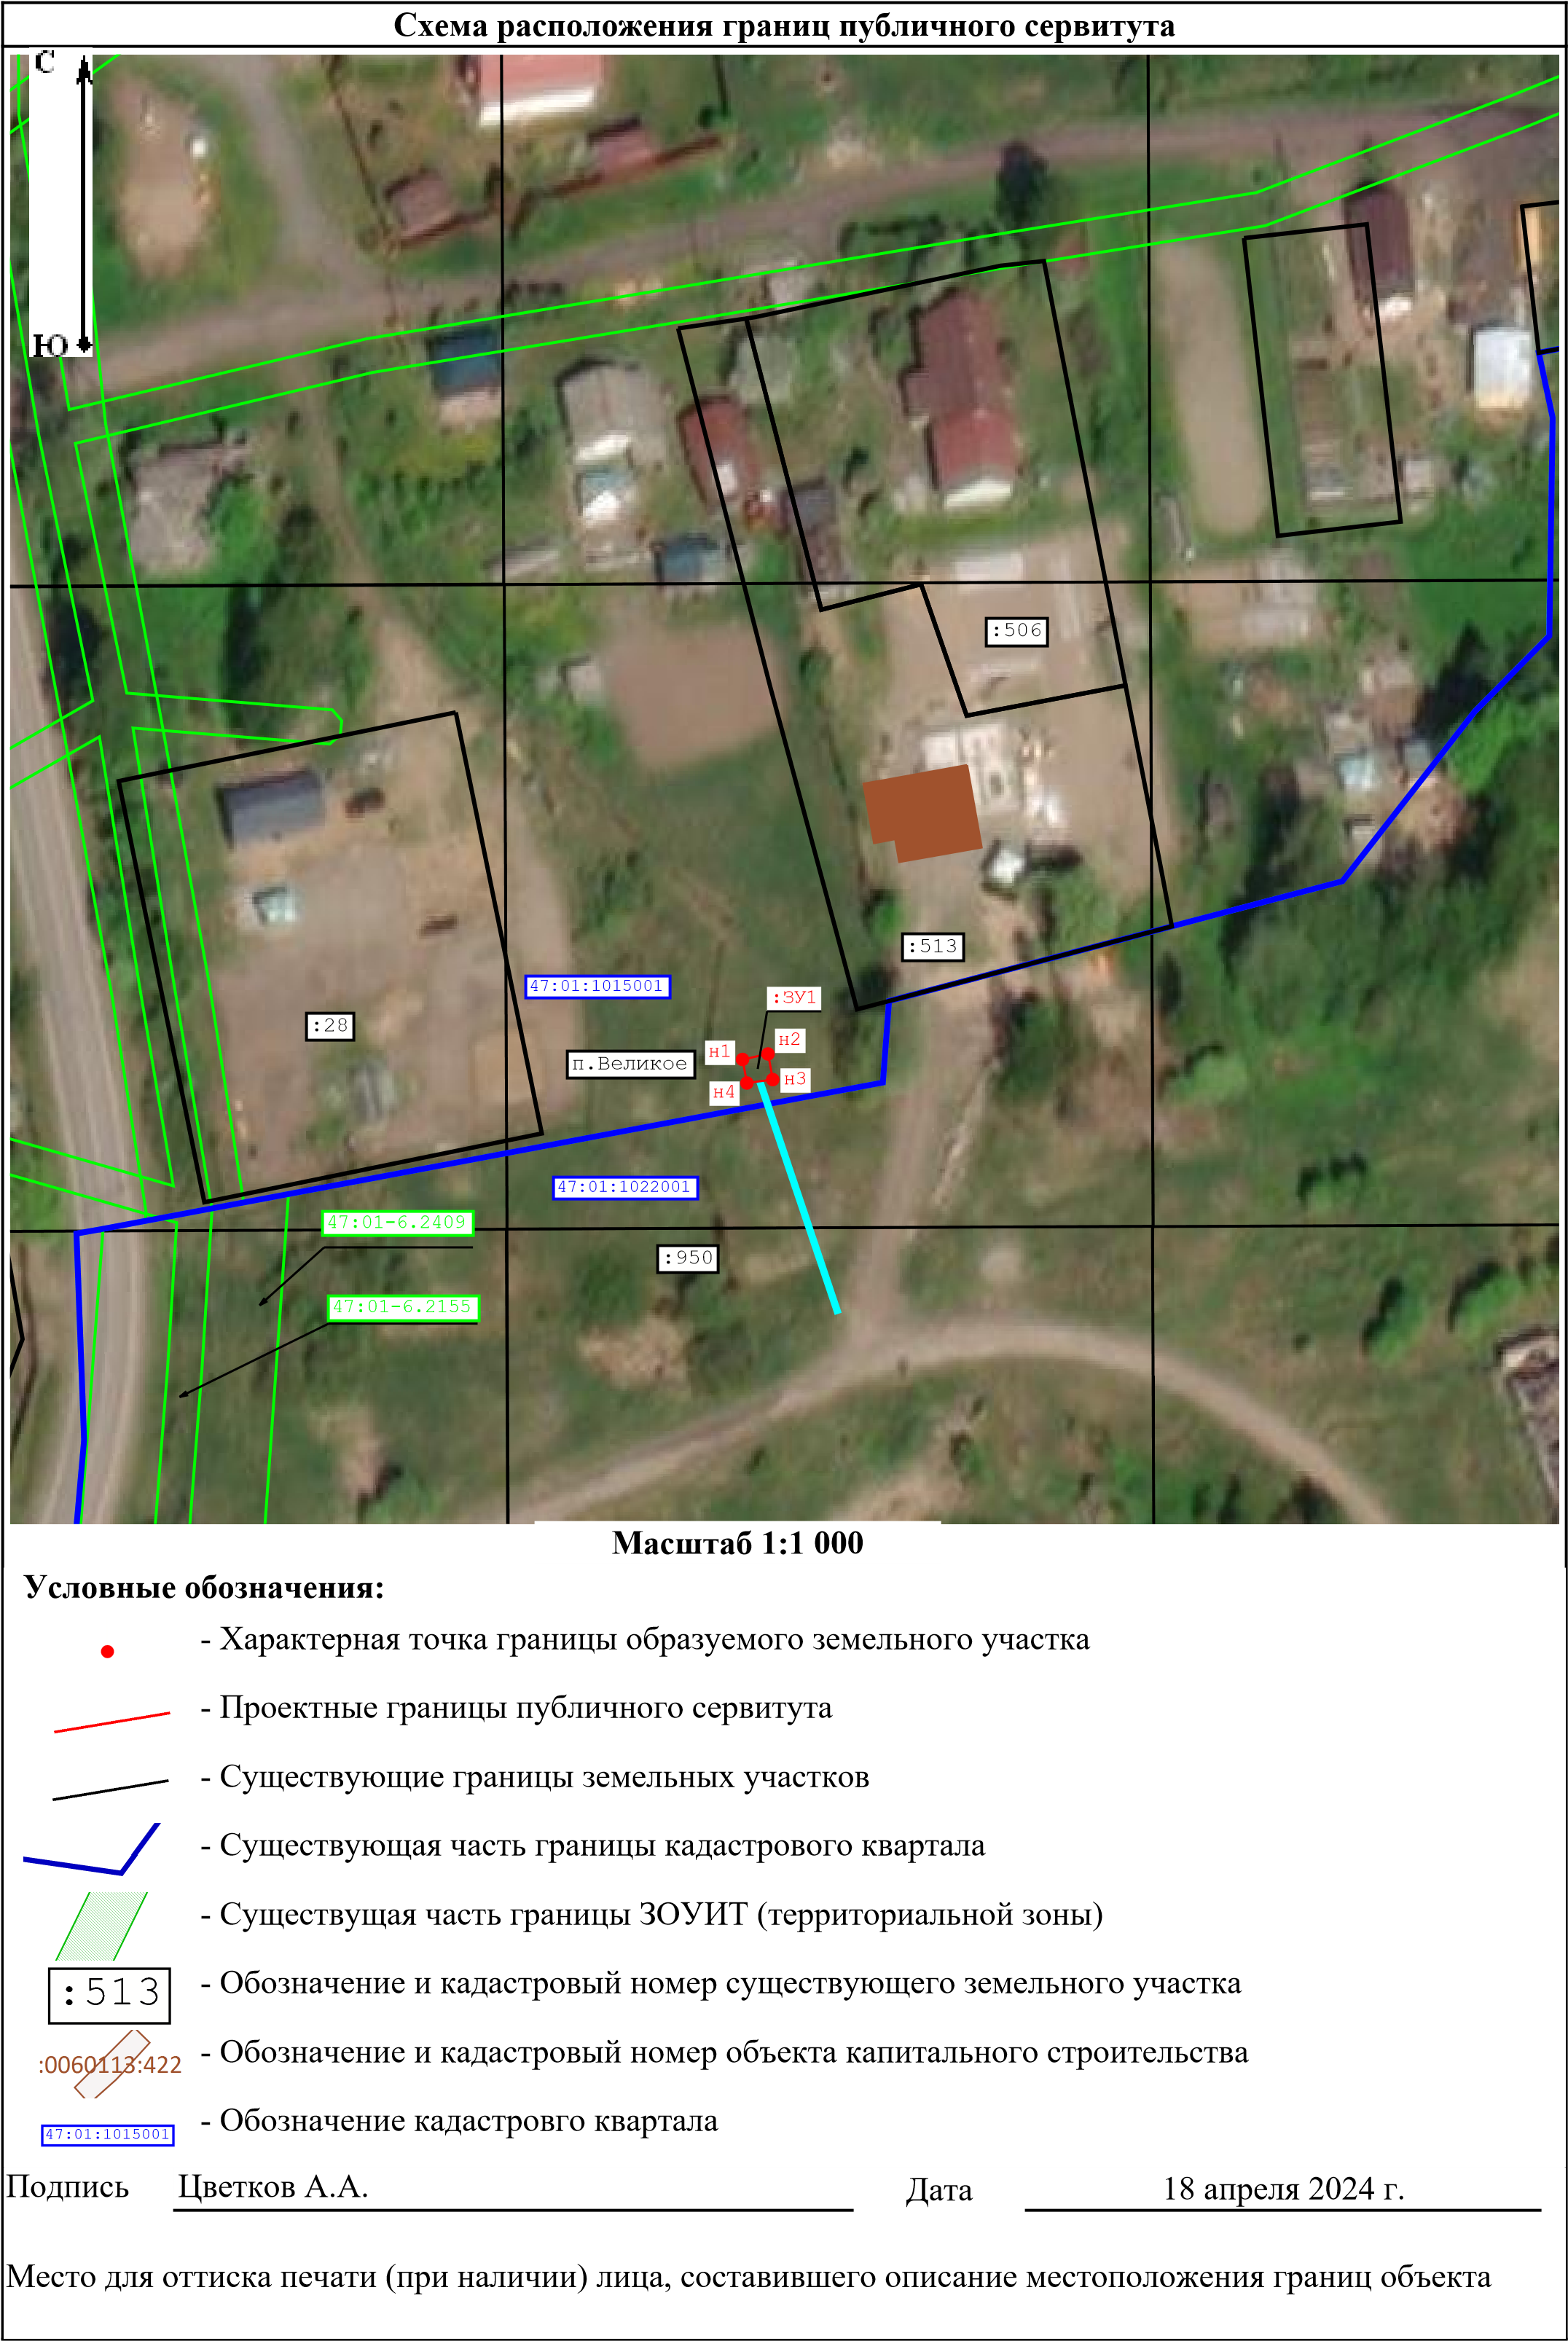 Схема расположения границ публичного сервитута
С
Ю
:506
:513
47:01:1015001
:ЗУ1
:28
п.Великое
н1
н2
н3
н4
47:01:1022001
47:01-6.2409
:950
47:01-6.2155
Масштаб 1:1 000
Условные обозначения:
- Характерная точка границы образуемого земельного участка
- Проектные границы публичного сервитута
- Существующие границы земельных участков
- Существующая часть границы кадастрового квартала
- Существущая часть границы ЗОУИТ (территориальной зоны)
:513 - Обозначение и кадастровый номер существующего земельного участка
:0060113:422 - Обозначение и кадастровый номер объекта капитального строительства
47:01:1015001 - Обозначение кадастровго квартала
Подпись Цветков А.А. Дата 18 апреля 2024 г.
Место для оттиска печати (при наличии) лица, составившего описание местоположения границ объекта